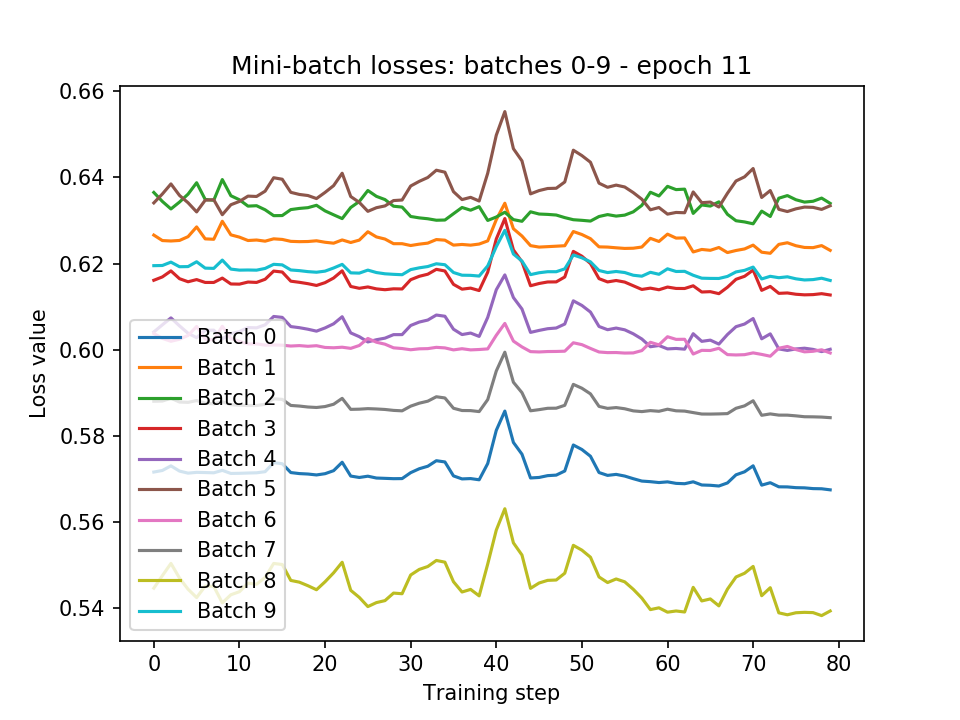 Mini-batch losses: batches 0-9 - epoch 11
0.66
0.64
0.62
0.60
0.58
0.56
0.54
Loss value
Batch 0
Batch 1
Batch 2
Batch 3
Batch 4
Batch 5
Batch 6
Batch 7
Batch 8
Batch 9
0 10 20 30 40 50 60 70 80
Training step